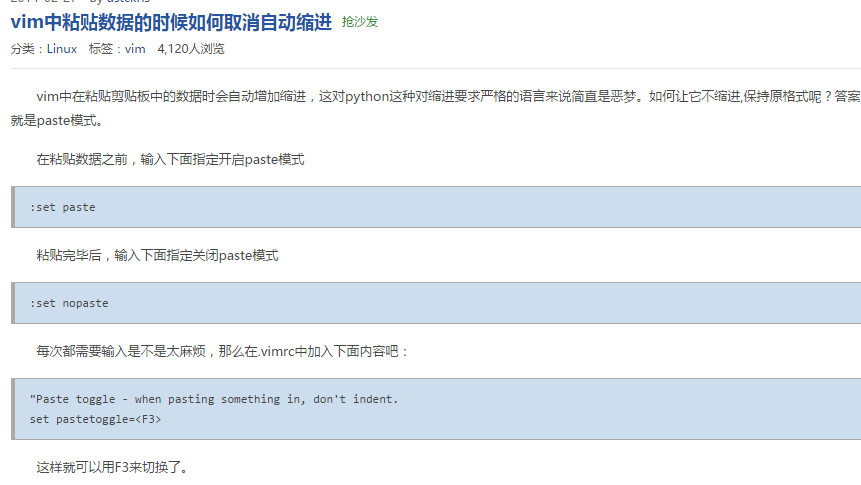 vim中粘贴数据的时候如何取消自动缩进 抢沙发
分类：Linux 标签：vim 4,120人浏览
vim中在粘贴剪贴板中的数据时会自动增加缩进，这对python这种对缩进要求严格的语言来说简直是恶梦。如何让它不缩进,保持原格式呢？答案
就是paste模式。
在粘贴数据之前，输入下面指定开启paste模式
:set paste
粘贴完毕后，输入下面指定关闭paste模式
:set nopaste
每次都需要输入是不是太麻烦，那么在.vimrc中加入下面内容吧：
"Paste toggle - when pasting something in, don't indent.
set pastetoggle=<F3>
这样就可以用F3来切换了。